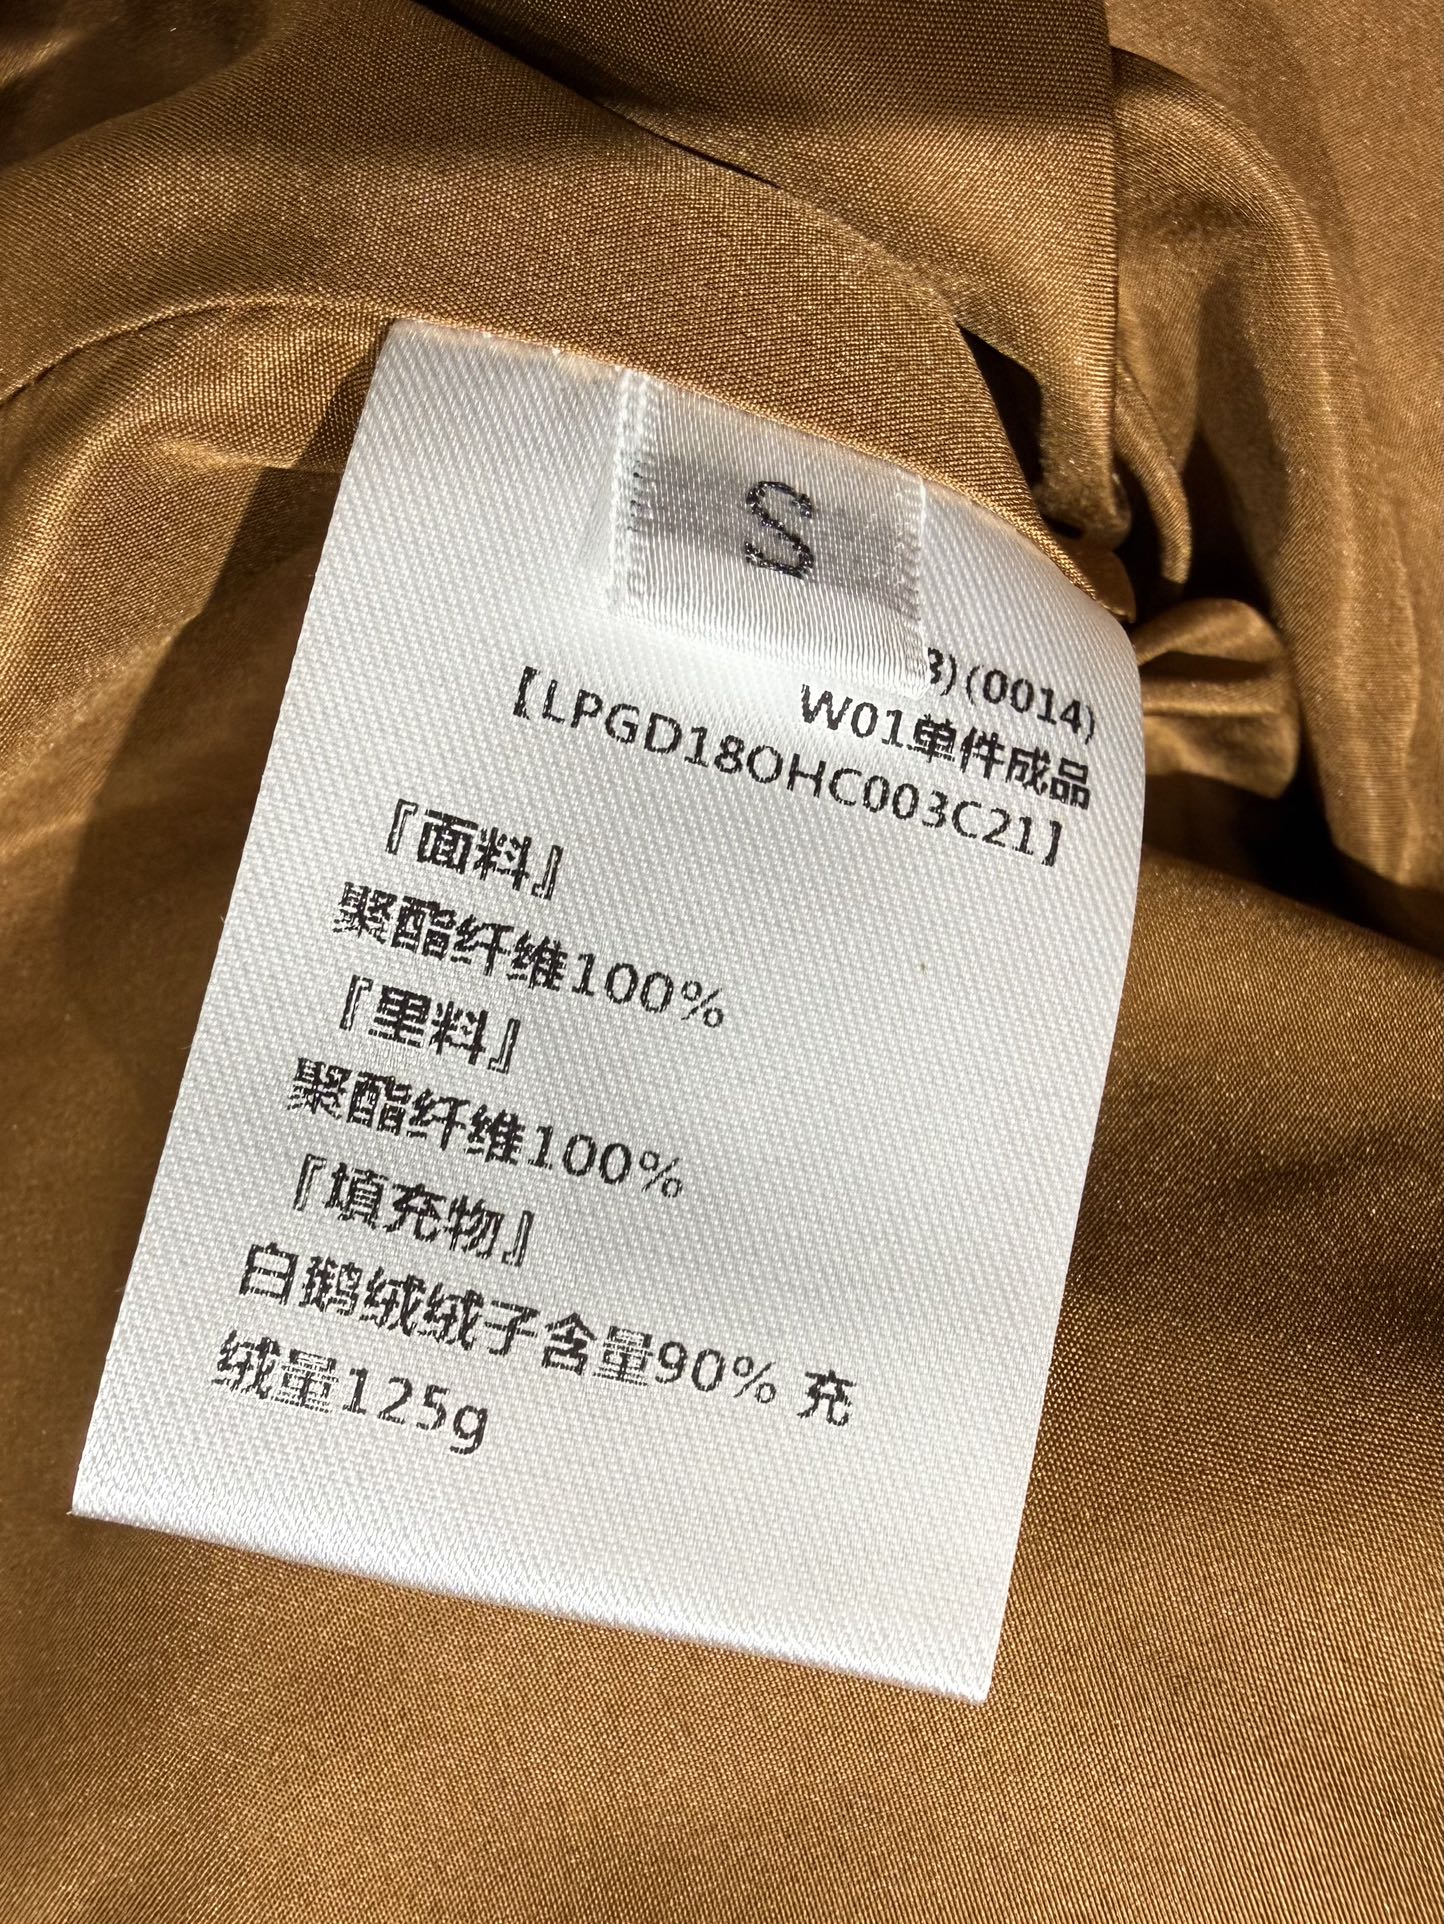 S
3)(0014)
W01单件成品
【LPGD18OHC003C21】
『面料』
聚酯纤维100%
『里料』
聚酯纤维100%
『填充物』
白鹅绒绒子含量90% 充
绒量125g